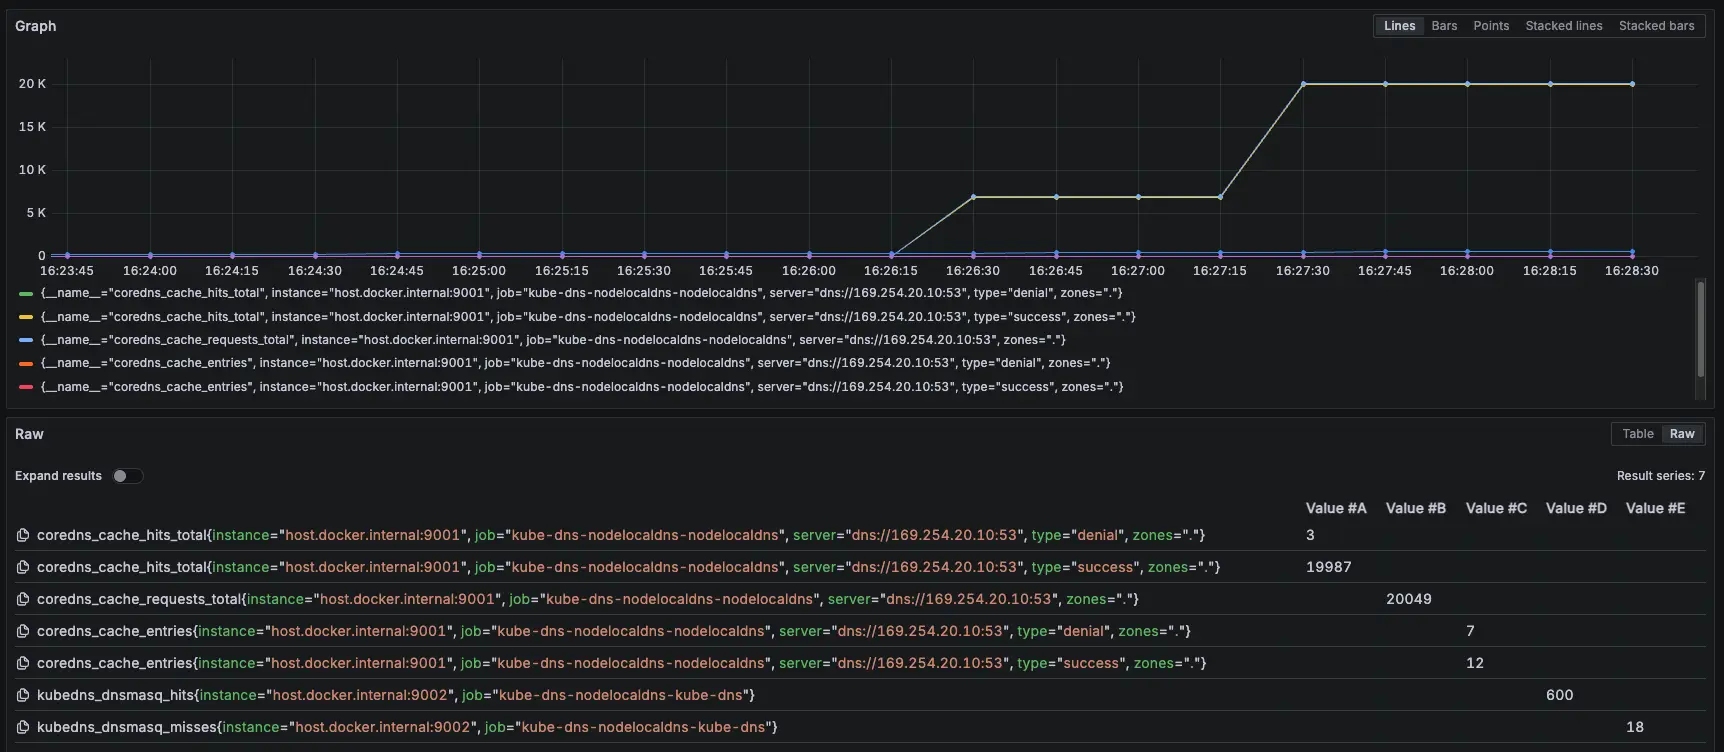 Graph
Lines Bars Points Stacked lines Stacked bars
20 K
15 K
10 K
5 K
0
16:23:45 16:24:00 16:24:15 16:24:30 16:24:45 16:25:00 16:25:15 16:25:30 16:25:45 16:26:00 16:26:15 16:26:30 16:26:45 16:27:00 16:27:15 16:27:30 16:27:45 16:28:00 16:28:15 16:28:30
{__name__="coredns_cache_hits_total", instance="host.docker.internal:9001", job="kube-dns-nodelocaldns-nodelocaldns", server="dns://169.254.20.10:53", type="denial", zones="."}
{__name__="coredns_cache_hits_total", instance="host.docker.internal:9001", job="kube-dns-nodelocaldns-nodelocaldns", server="dns://169.254.20.10:53", type="success", zones="."}
{__name__="coredns_cache_requests_total", instance="host.docker.internal:9001", job="kube-dns-nodelocaldns-nodelocaldns", server="dns://169.254.20.10:53", zones="."}
{__name__="coredns_cache_entries", instance="host.docker.internal:9001", job="kube-dns-nodelocaldns-nodelocaldns", server="dns://169.254.20.10:53", type="denial", zones="."}
{__name__="coredns_cache_entries", instance="host.docker.internal:9001", job="kube-dns-nodelocaldns-nodelocaldns", server="dns://169.254.20.10:53", type="success", zones="."}
Raw
Table Raw
Expand results
Result series: 7
Value #A Value #B Value #C Value #D Value #E
coredns_cache_hits_total{instance="host.docker.internal:9001", job="kube-dns-nodelocaldns-nodelocaldns", server="dns://169.254.20.10:53", type="denial", zones="."} 3
coredns_cache_hits_total{instance="host.docker.internal:9001", job="kube-dns-nodelocaldns-nodelocaldns", server="dns://169.254.20.10:53", type="success", zones="."} 19987
coredns_cache_requests_total{instance="host.docker.internal:9001", job="kube-dns-nodelocaldns-nodelocaldns", server="dns://169.254.20.10:53", zones="."} 20049
coredns_cache_entries{instance="host.docker.internal:9001", job="kube-dns-nodelocaldns-nodelocaldns", server="dns://169.254.20.10:53", type="denial", zones="."} 7
coredns_cache_entries{instance="host.docker.internal:9001", job="kube-dns-nodelocaldns-nodelocaldns", server="dns://169.254.20.10:53", type="success", zones="."} 12
kubedns_dnsmasq_hits{instance="host.docker.internal:9002", job="kube-dns-nodelocaldns-kube-dns"} 600
kubedns_dnsmasq_misses{instance="host.docker.internal:9002", job="kube-dns-nodelocaldns-kube-dns"} 18